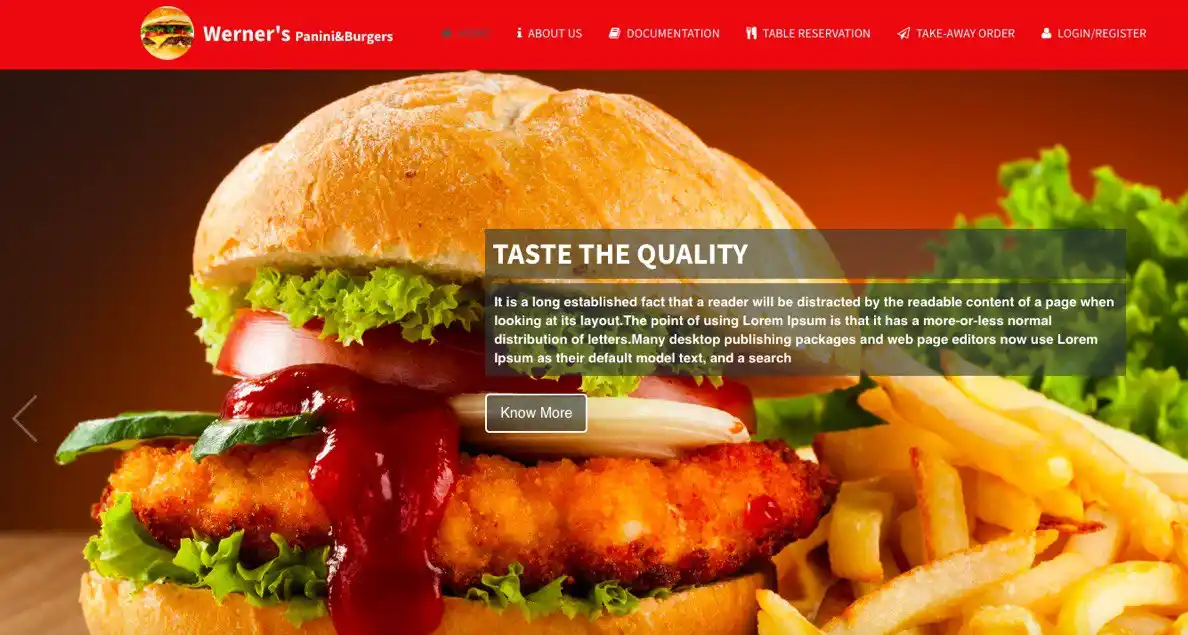 Werner's Panini&Burgers
HOME
ABOUT US
DOCUMENTATION
TABLE RESERVATION
TAKE-AWAY ORDER
LOGIN/REGISTER
TASTE THE QUALITY
It is a long established fact that a reader will be distracted by the readable content of a page when
looking at its layout.The point of using Lorem Ipsum is that it has a more-or-less normal
distribution of letters.Many desktop publishing packages and web page editors now use Lorem
Ipsum as their default model text, and a search
Know More